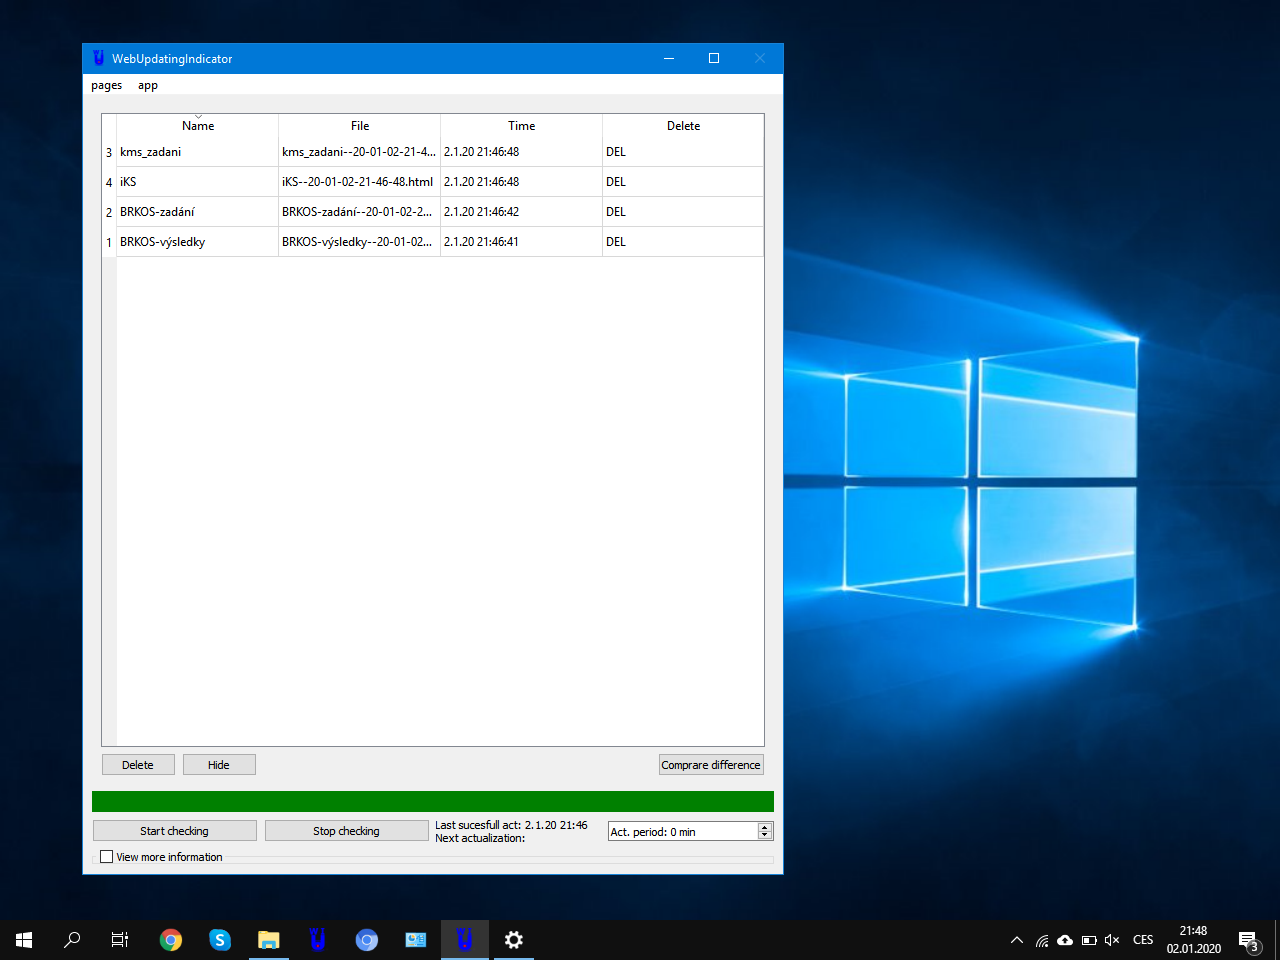 WebUpdatingIndicator
pages app
Name File Time Delete
3 kms_zadani kms_zadani--20-01-02-21-4... 2.1.20 21:46:48 DEL
4 iKS iKS--20-01-02-21-46-48.html 2.1.20 21:46:48 DEL
2 BRKOS-zadání BRKOS-zadání--20-01-02-2... 2.1.20 21:46:42 DEL
1 BRKOS-výsledky BRKOS-výsledky--20-01-02... 2.1.20 21:46:41 DEL
Delete Hide Comprare difference
Start checking Stop checking Last sucesfull act: 2.1.20 21:46 Act. period: 0 min
Next actualization:
View more information
CES 21:48
02.01.2020 3